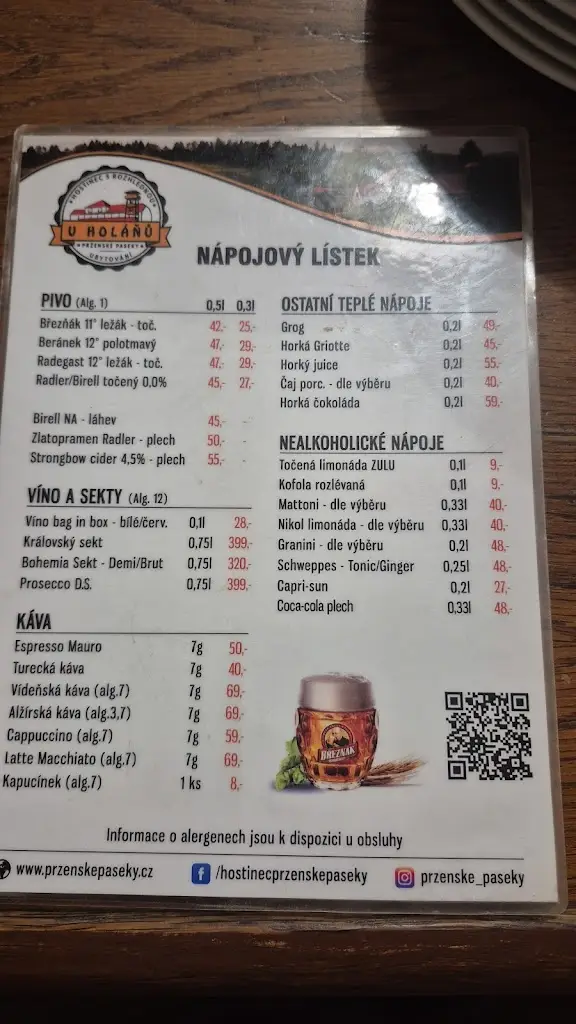 HOSTINEC S ROZHLEDNOU
U HOLÁŇŮ
PRZENSKÉ PASEKY
UBYTOVÁNÍ
NÁPOJOVÝ LÍSTEK
PIVO (Alg. 1) 0,5l 0,3l
Březňák 11° ležák - toč. 42,- 25,-
Beránek 12° polotmavý 47,- 29,-
Radegast 12° ležák - toč. 47,- 29,-
Radler/Birell točený 0.0% 45,- 27,-
Birell NA - láhev 45,- -
Zlatopramen Radler - plech 50,- -
Strongbow cider 4,5% - plech 55,- -
VÍNO A SEKTY (Alg. 12)
Víno bag in box - bílé/červ. 0,1l 28,-
Královský sekt 0,75l 399,-
Bohemia Sekt - Demi/Brut 0,75l 320,-
Prosecco D.S. 0,75l 399,-
KÁVA
Espresso Mauro 7g 50,-
Turecká káva 7g 40,-
Vídeňská káva (alg.7) 7g 69,-
Alžírská káva (alg.3,7) 7g 69,-
Cappuccino (alg.7) 7g 59,-
Latte Macchiato (alg.7) 7g 69,-
Kapucínek (alg.7) 1 ks 8,-
OSTATNÍ TEPLÉ NÁPOJE
Grog 0,2l 49,-
Horká Griotte 0,2l 45,-
Horký juice 0,2l 55,-
Čaj porc. - dle výběru 0,2l 40,-
Horká čokoláda 0,2l 59,-
NEALKOHOLICKÉ NÁPOJE
Točená limonáda ZULU 0,1l 9,-
Kofola rozlévaná 0,1l 9,-
Mattoni - dle výběru 0,33l 40,-
Nikol limonáda - dle výběru 0,33l 40,-
Granini - dle výběru 0,2l 48,-
Schweppes - Tonic/Ginger 0,25l 48,-
Capri-sun 0,2l 27,-
Coca-cola plech 0,33l 48,-
BŘEZŇÁK
Informace o alergenech jsou k dispozici u obsluhy
www.przenskepaseky.cz
/hostinecprzenskepaseky
przenske_paseky